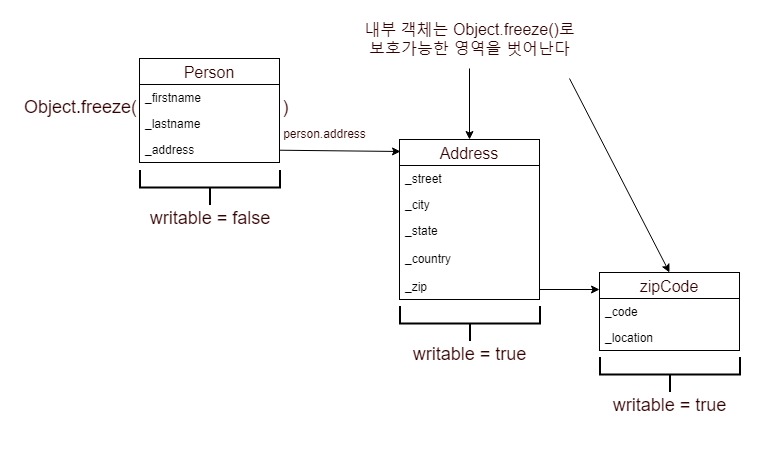 내부 객체는 Object.freeze()로
보호가능한 영역을 벗어난다
Object.freeze(
Person
_firstname
_lastname
_address
)
person.address
writable = false
Address
_street
_city
_state
_country
_zip
writable = true
zipCode
_code
_location
writable = true